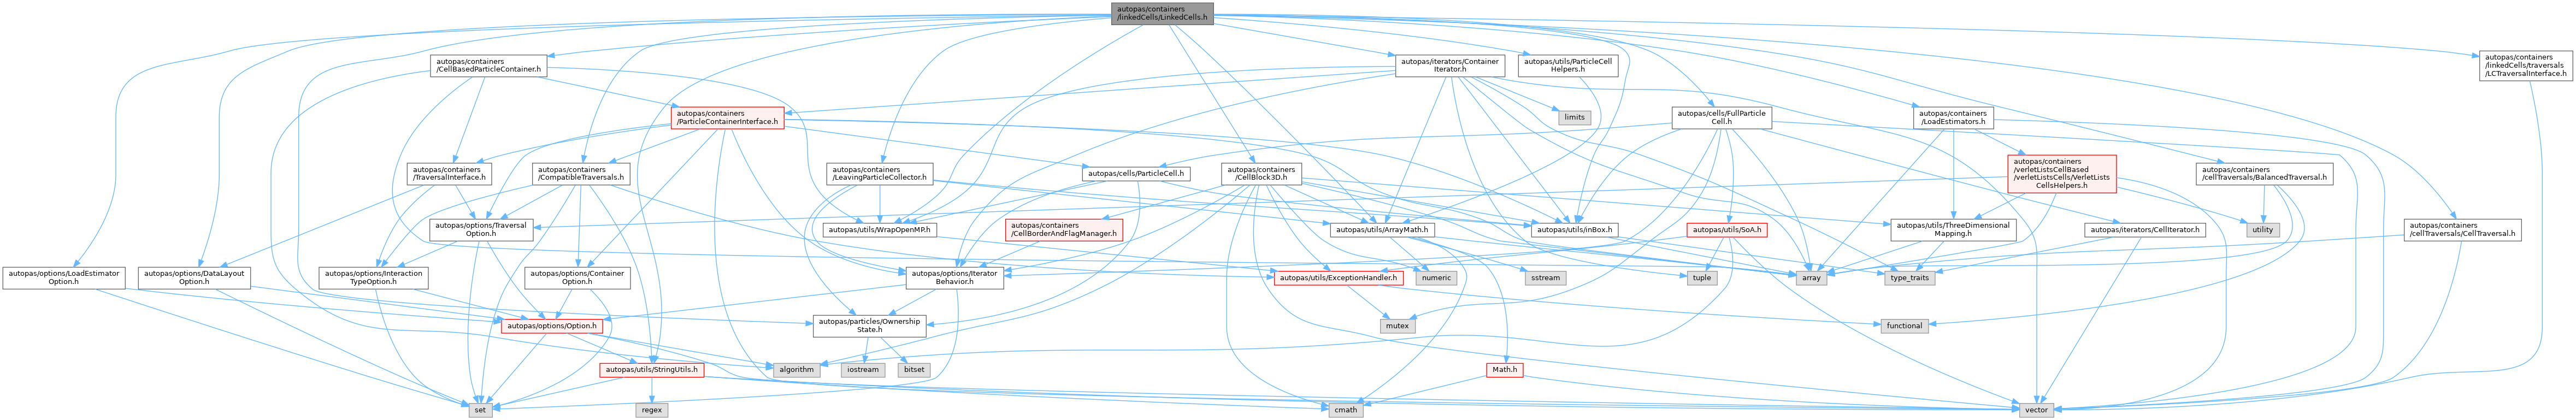 autopas/containers
/linkedCells/LinkedCells.h
autopas/containers
/CellBasedParticleContainer.h
autopas/iterators/Container
Iterator.h
autopas/utils/ParticleCell
Helpers.h
autopas/containers
/linkedCells/traversals
/LCTraversalInterface.h
autopas/containers
/ParticleContainerInterface.h
limits
autopas/cells/FullParticle
Cell.h
autopas/containers
/LoadEstimators.h
autopas/containers
/TraversalInterface.h
autopas/containers
/CompatibleTraversals.h
autopas/containers
/LeavingParticleCollector.h
autopas/cells/ParticleCell.h
autopas/containers
/CellBlock3D.h
autopas/containers
/verletListsCellBased
/verletListsCells/VerletLists
CellsHelpers.h
autopas/containers
/cellTraversals/BalancedTraversal.h
autopas/options/Traversal
Option.h
autopas/utils/WrapOpenMP.h
autopas/containers
/CellBorderAndFlagManager.h
autopas/utils/ArrayMath.h
autopas/utils/inBox.h
autopas/utils/SoA.h
autopas/utils/ThreeDimensional
Mapping.h
autopas/iterators/CellIterator.h
utility
autopas/containers
/cellTraversals/CellTraversal.h
autopas/options/LoadEstimator
Option.h
autopas/options/DataLayout
Option.h
autopas/options/Interaction
TypeOption.h
autopas/options/Container
Option.h
autopas/options/Iterator
Behavior.h
autopas/utils/ExceptionHandler.h
numeric
sstream
tuple
array
type_traits
autopas/options/Option.h
autopas/particles/Ownership
State.h
mutex
functional
autopas/utils/StringUtils.h
algorithm
iostream
bitset
Math.h
set
regex
cmath
vector